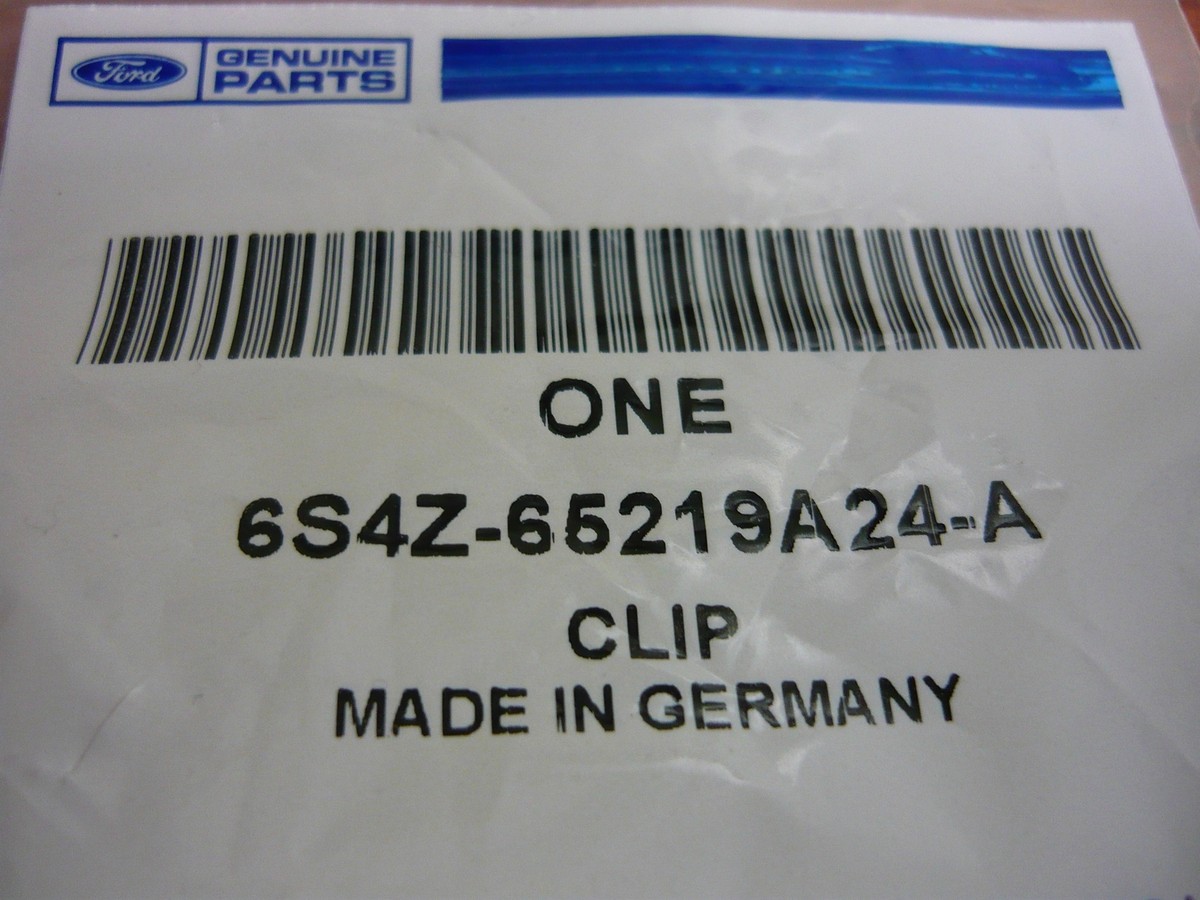 Ford
GENUINE
PARTS
ONE
6S4Z-65219A24-A
CLIP
MADE IN GERMANY